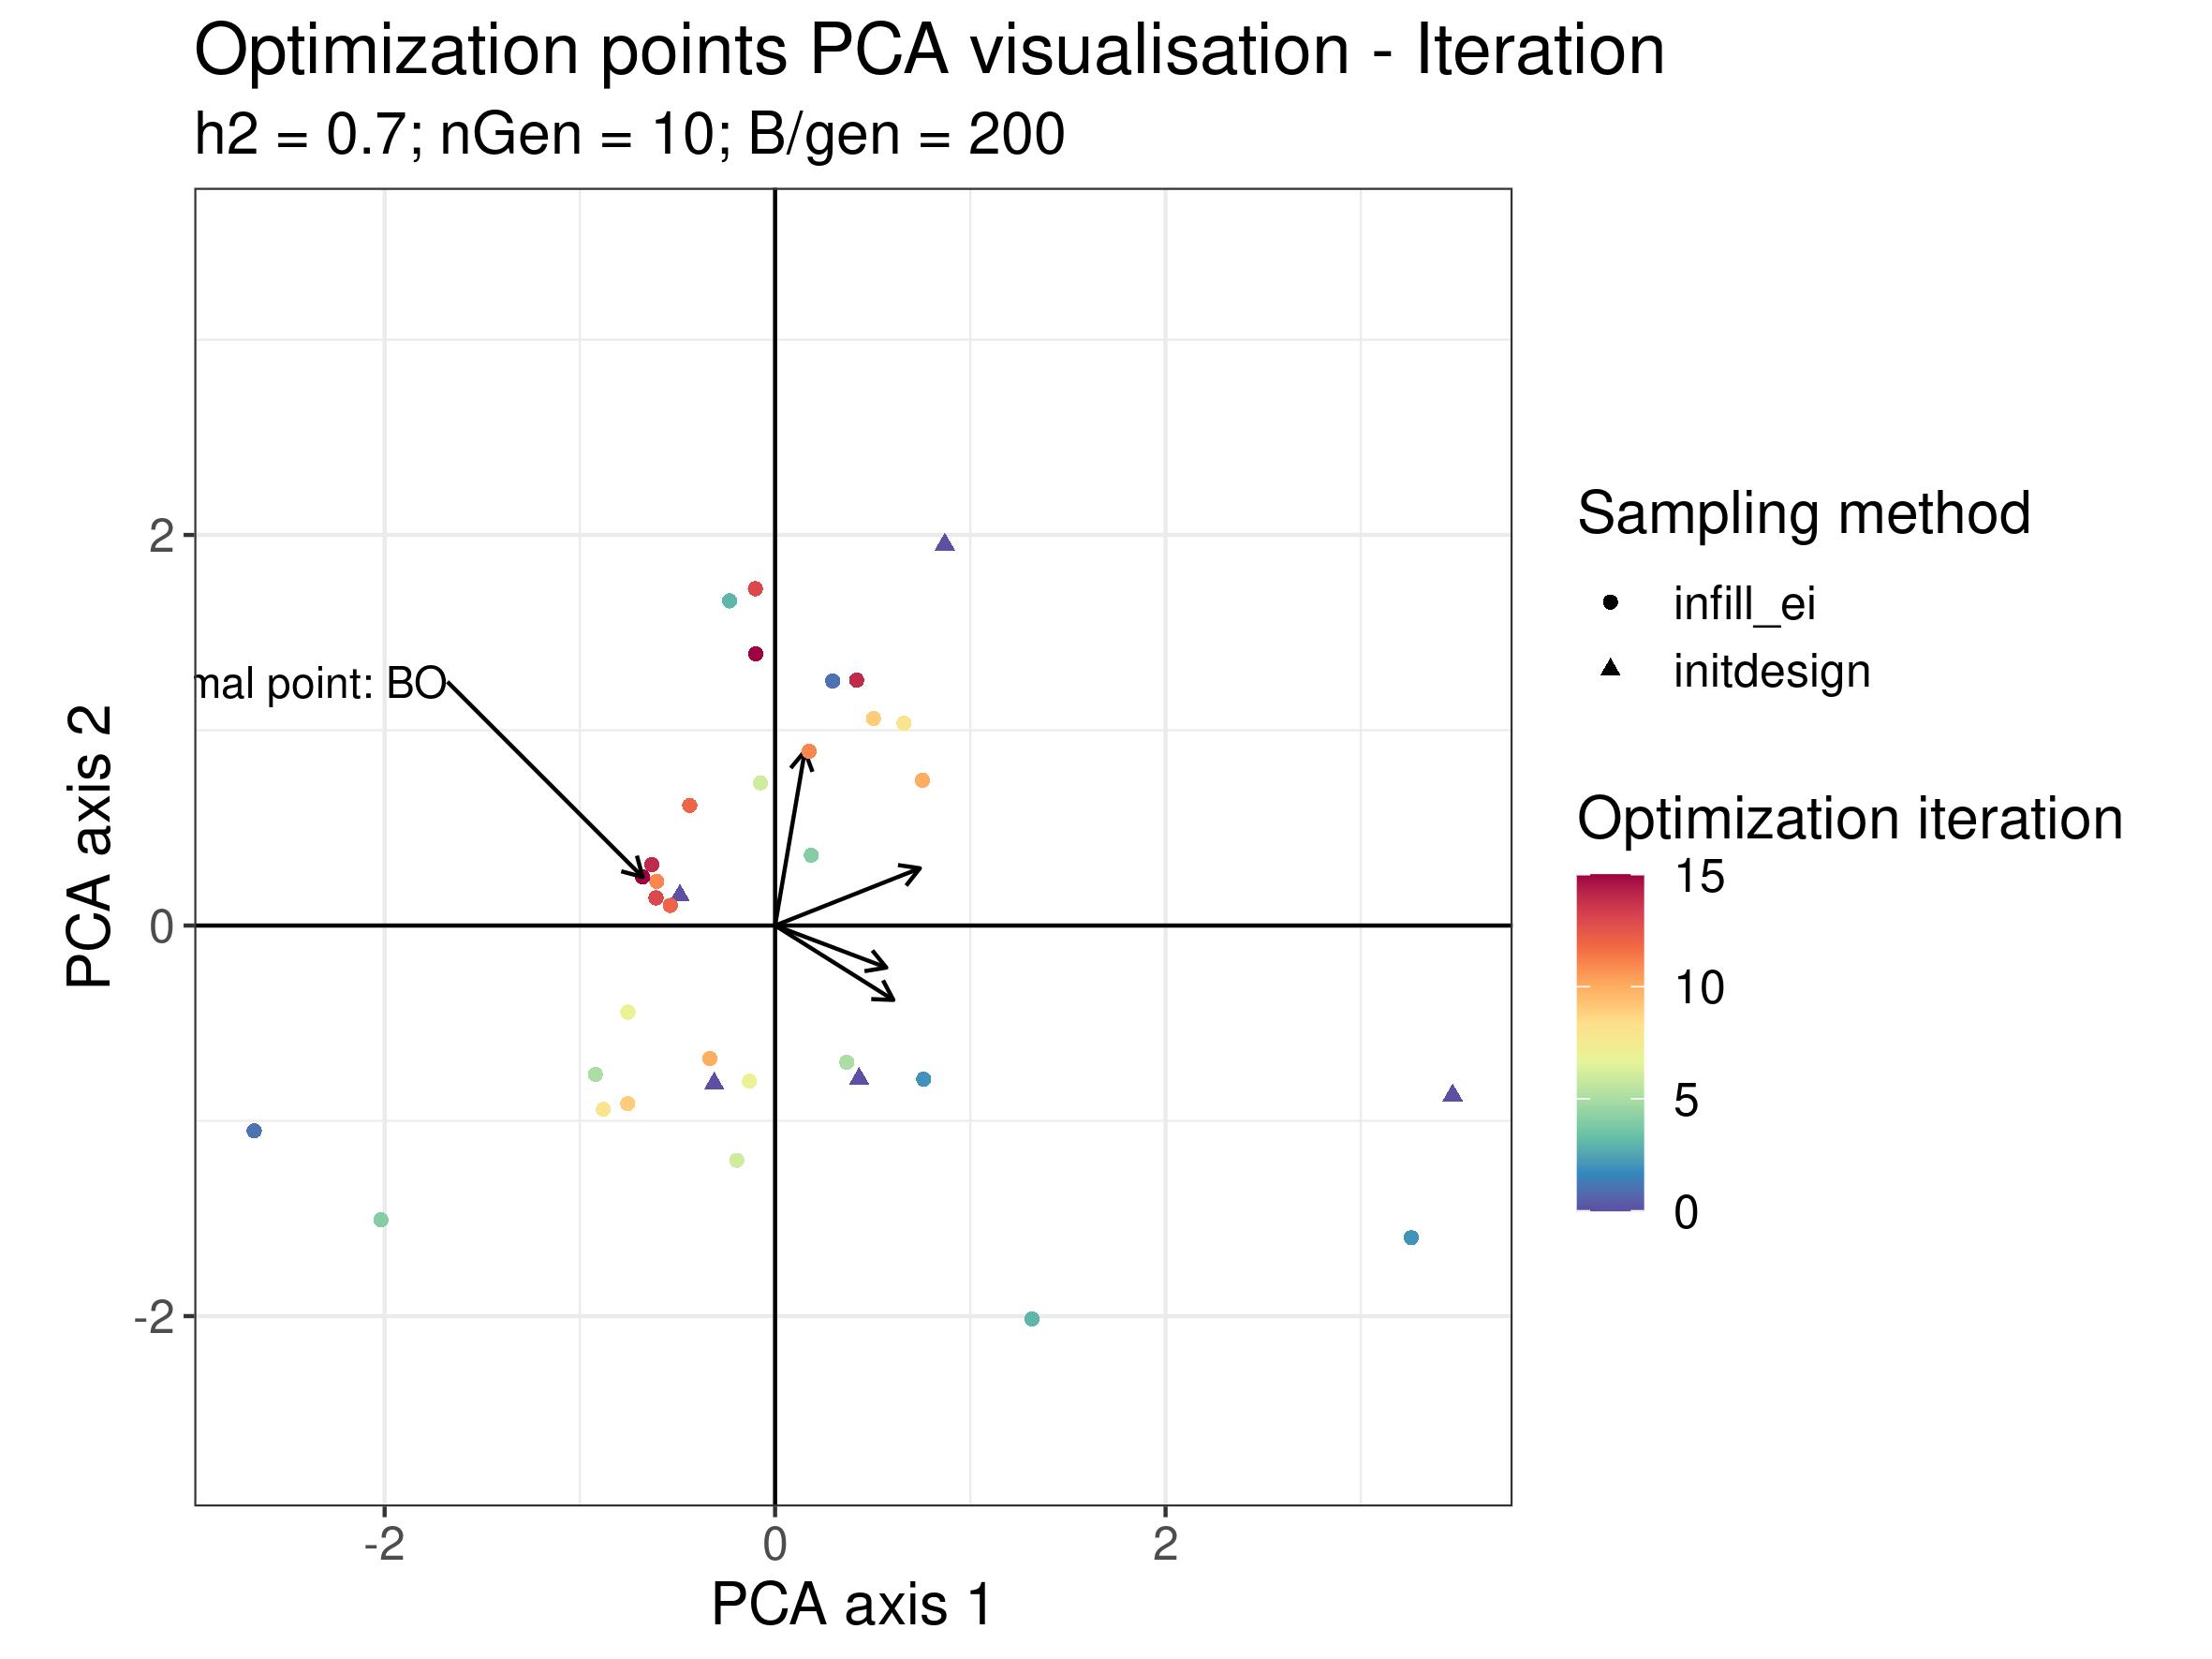 Optimization points PCA visualisation - Iteration
h2 = 0.7; nGen = 10; B/gen = 200
mal point: BO
PCA axis 2
2
0
-2
-2
0
2
PCA axis 1
Sampling method
infill_ei
initdesign
Optimization iteration
15
10
5
0